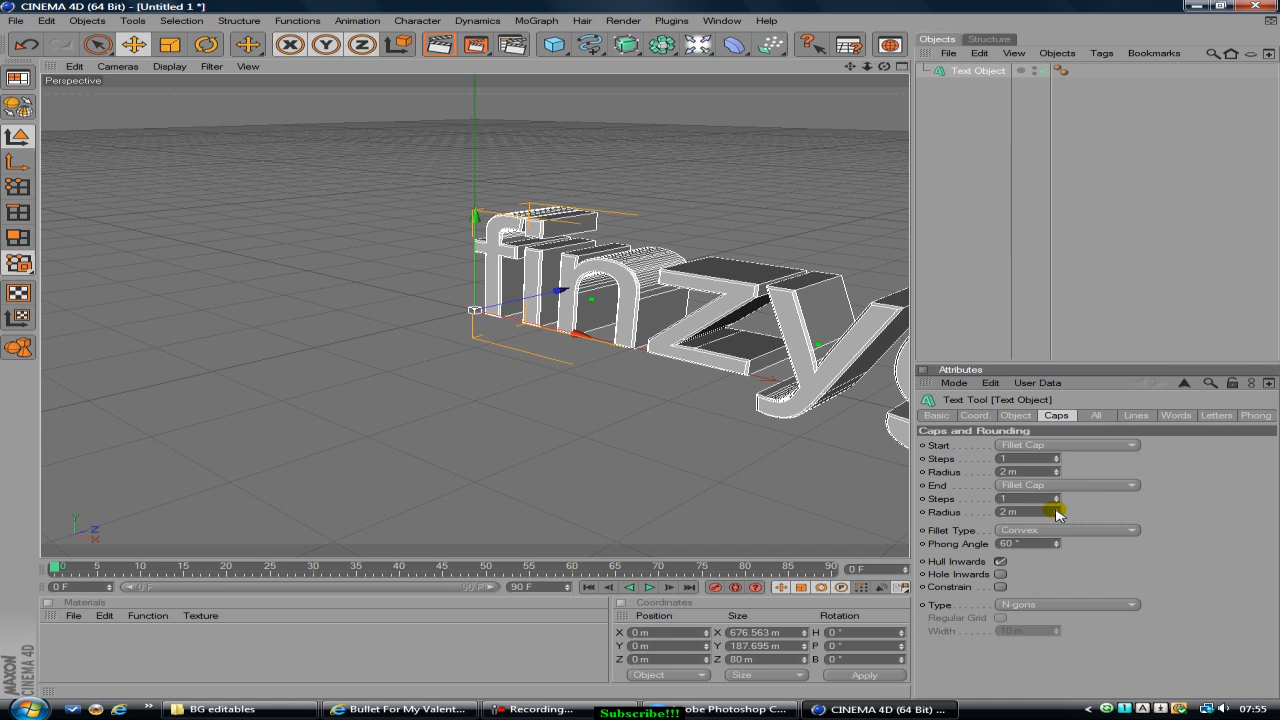 CINEMA 4D (64 Bit) - [Untitled 1 *]
File Edit Objects Tools Selection Structure Functions Animation Character Dynamics MoGraph Hair Render Plugins Window Help
Edit Cameras Display Filter View
Perspective
finzy
Y
Z
X
Objects Structure
File Edit View Objects Tags Bookmarks
Text Object
Attributes
Mode Edit User Data
Text Tool [Text Object]
Basic Coord. Object Caps All Lines Words Letters Phong
Caps and Rounding
Start Fillet Cap
Steps 1
Radius 2 m
End Fillet Cap
Steps 1
Radius 2 m
Fillet Type Convex
Phong Angle 60 °
Hull Inwards
Hole Inwards
Constrain
Type N-gons
Regular Grid
Width 10 m
0 5 10 15 20 25 30 35 40 45 50 55 60 65 70 75 80 85 90 0 F
0 F 0 F 90 F 90 F
Materials
File Edit Function Texture
Coordinates
Position Size Rotation
X 0 m X 676.563 m H 0 °
Y 0 m Y 187.695 m P 0 °
Z 0 m Z 80 m B 0 °
Object Size Apply
MAXON CINEMA 4D
BG editables Bullet For My Valen... Recording... Subscribe!!! Adobe Photoshop C... CINEMA 4D (64 Bit) ... 07:55